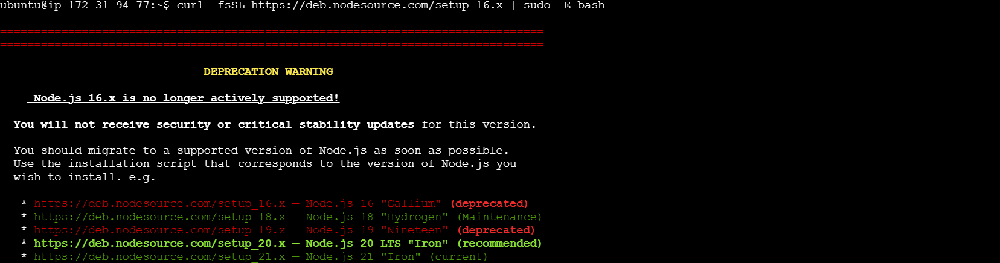 ubuntu@ip-172-31-94-77:~$ curl -fsSL https://deb.nodesource.com/setup_16.x | sudo -E bash -
================================================================================
================================================================================
DEPRECATION WARNING
Node.js 16.x is no longer actively supported!
You will not receive security or critical stability updates for this version.
You should migrate to a supported version of Node.js as soon as possible.
Use the installation script that corresponds to the version of Node.js you
wish to install. e.g.
* https://deb.nodesource.com/setup_16.x — Node.js 16 "Gallium" (deprecated)
* https://deb.nodesource.com/setup_18.x — Node.js 18 "Hydrogen" (Maintenance)
* https://deb.nodesource.com/setup_19.x — Node.js 19 "Nineteen" (deprecated)
* https://deb.nodesource.com/setup_20.x — Node.js 20 LTS "Iron" (recommended)
* https://deb.nodesource.com/setup_21.x — Node.js 21 "Iron" (current)